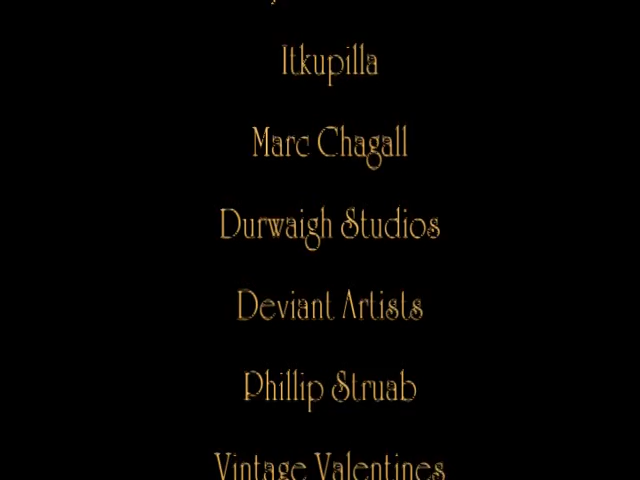 Itkupilla
Marc Chagall
Durwaigh Studios
Deviant Artists
Phillip Struab
Vintage Valentines